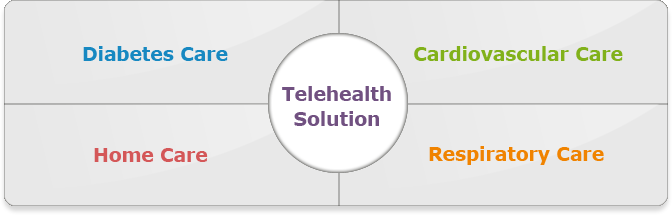 Diabetes Care
Cardiovascular Care
Telehealth
Solution
Home Care
Respiratory Care